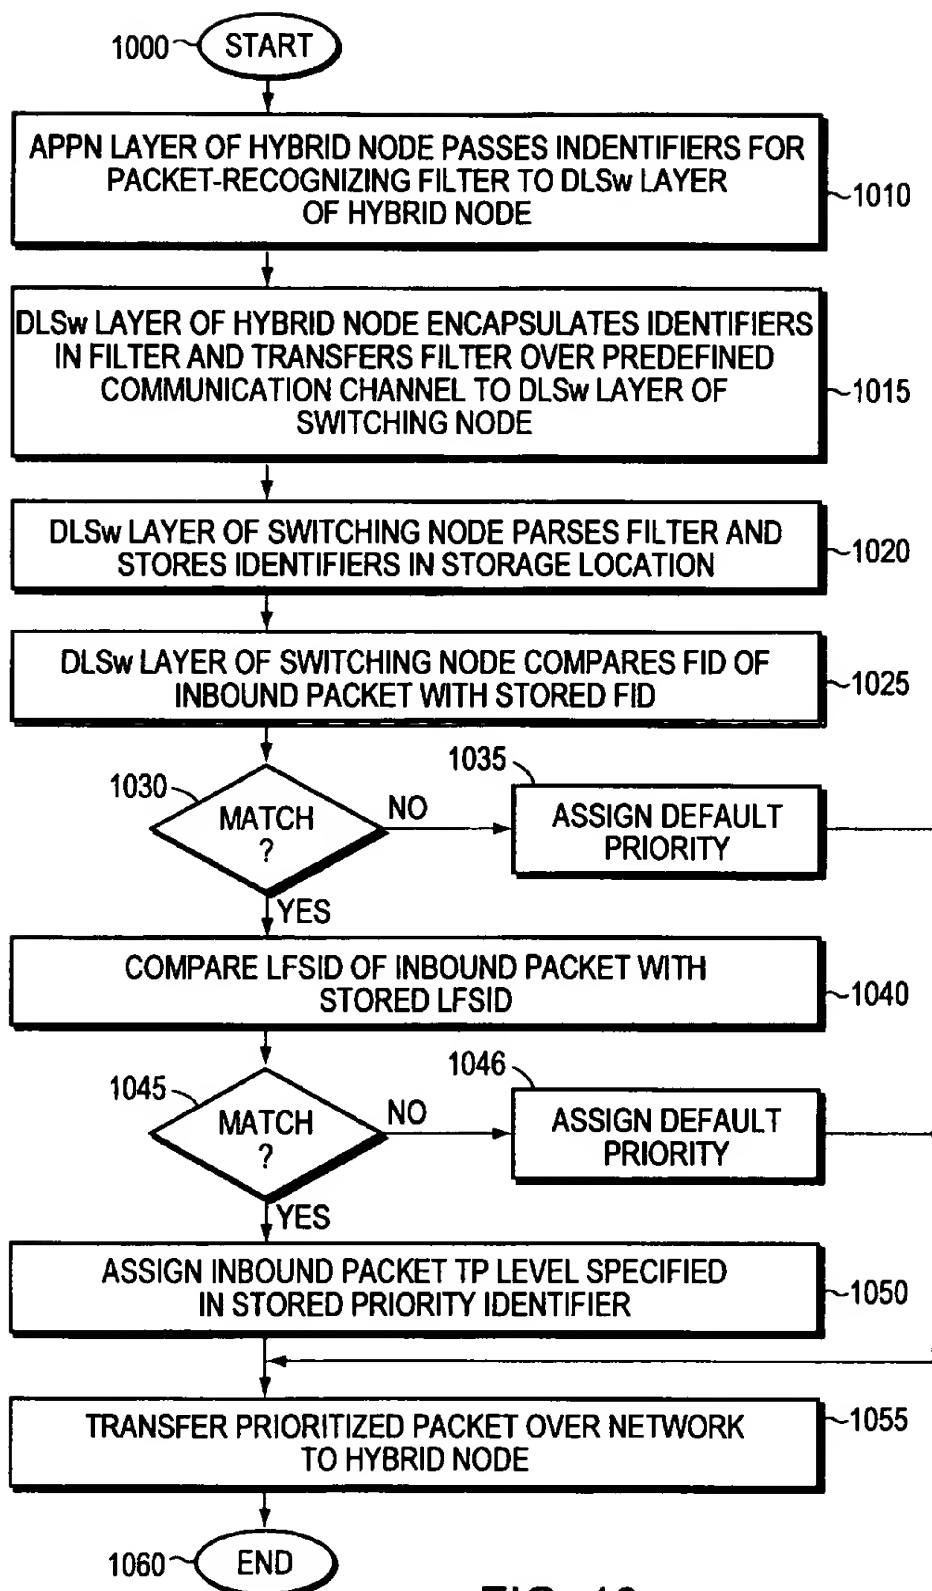 1000
START
APPN LAYER OF HYBRID NODE PASSES INDENTIFIERS FOR
PACKET-RECOGNIZING FILTER TO DLSw LAYER
OF HYBRID NODE
1010
DLSw LAYER OF HYBRID NODE ENCAPSULATES IDENTIFIERS
IN FILTER AND TRANSFERS FILTER OVER PREDEFINED
COMMUNICATION CHANNEL TO DLSw LAYER OF
SWITCHING NODE
1015
DLSw LAYER OF SWITCHING NODE PARSES FILTER AND
STORES IDENTIFIERS IN STORAGE LOCATION
1020
DLSw LAYER OF SWITCHING NODE COMPARES FID OF
INBOUND PACKET WITH STORED FID
1025
1030
MATCH
?
NO
YES
1035
ASSIGN DEFAULT
PRIORITY
COMPARE LFSID OF INBOUND PACKET WITH
STORED LFSID
1040
1045
MATCH
?
NO
YES
1046
ASSIGN DEFAULT
PRIORITY
ASSIGN INBOUND PACKET TP LEVEL SPECIFIED
IN STORED PRIORITY IDENTIFIER
1050
TRANSFER PRIORITIZED PACKET OVER NETWORK
TO HYBRID NODE
1055
1060
END